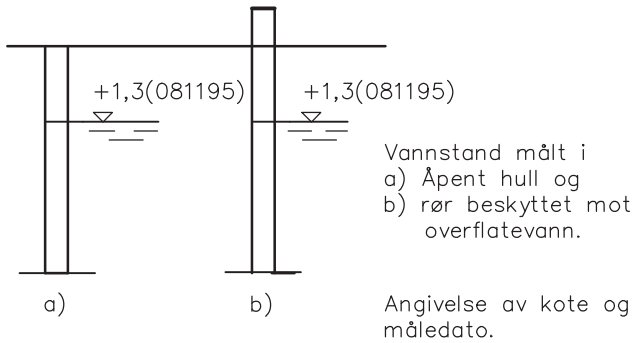 +1,3(081195) +1,3(081195)
Vannstand målt i
a) Åpent hull og
b) rør beskyttet mot
overflatevann.
a) b) Angivelse av kote og
måledato.